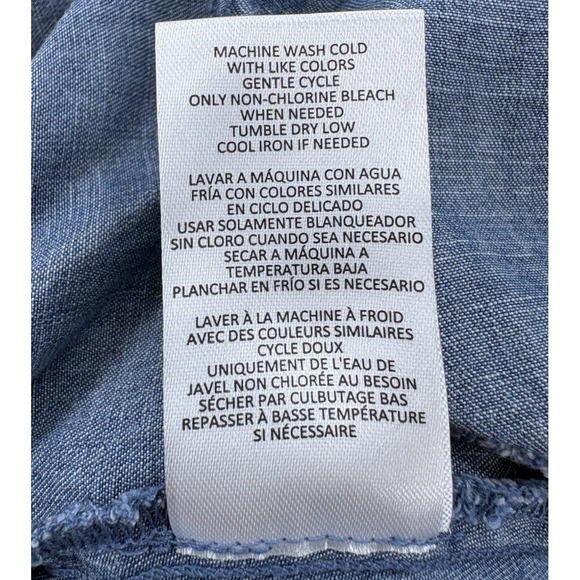 MACHINE WASH COLD
WITH LIKE COLORS
GENTLE CYCLE
ONLY NON-CHLORINE BLEACH
WHEN NEEDED
TUMBLE DRY LOW
COOL IRON IF NEEDED
LAVAR A MÁQUINA CON AGUA
FRÍA CON COLORES SIMILARES
EN CICLO DELICADO
USAR SOLAMENTE BLANQUEADOR
SIN CLORO CUANDO SEA NECESARIO
SECAR A MÁQUINA A
TEMPERATURA BAJA
PLANCHAR EN FRÍO SI ES NECESARIO
LAVER À LA MACHINE À FROID
AVEC DES COULEURS SIMILAIRES
CYCLE DOUX
UNIQUEMENT DE L'EAU DE
JAVEL NON CHLORÉE AU BESOIN
SÉCHER PAR CULBUTAGE BAS
REPASSER À BASSE TEMPÉRATURE
SI NÉCESSAIRE